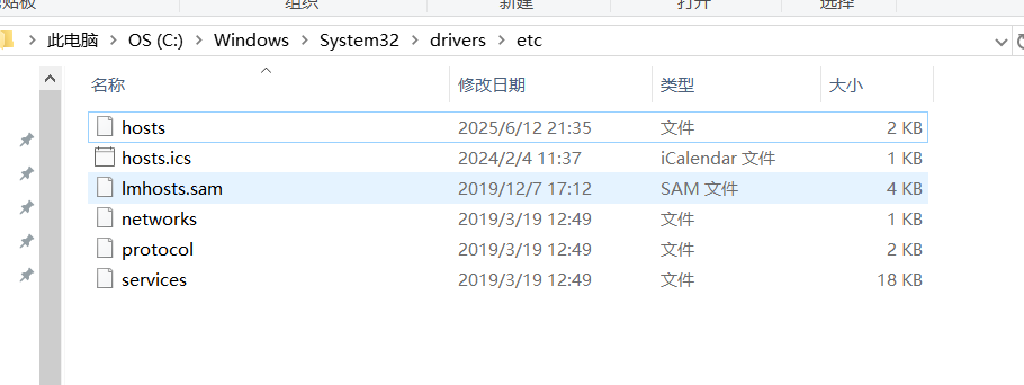 组织 新建 打开 选择
此电脑 > OS (C:) > Windows > System32 > drivers > etc
名称 修改日期 类型 大小
hosts 2025/6/12 21:35 文件 2 KB
hosts.ics 2024/2/4 11:37 iCalendar 文件 1 KB
lmhosts.sam 2019/12/7 17:12 SAM 文件 4 KB
networks 2019/3/19 12:49 文件 1 KB
protocol 2019/3/19 12:49 文件 2 KB
services 2019/3/19 12:49 文件 18 KB